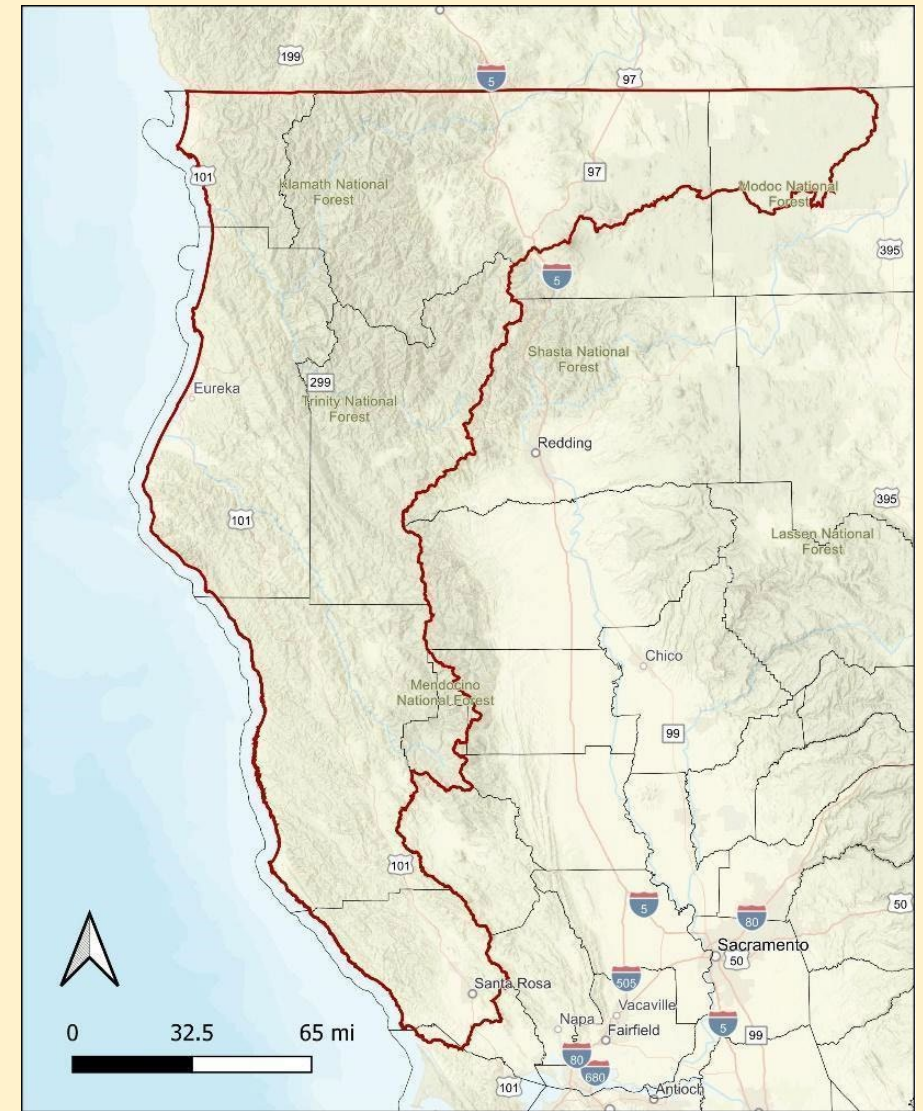 199
5
97
101
97
Klamath National
Forest
Modoc National
Forest
395
5
Shasta National
Forest
299
Eureka
Trinity National
Forest
Redding
101
395
Lassen National
Forest
Chico
Mendocino
National Forest
99
101
5
80
50
Sacramento
50
Santa Rosa
505
Vacaville
Napa
Fairfield
5
99
80
680
101
Antioch
0 32.5 65 mi